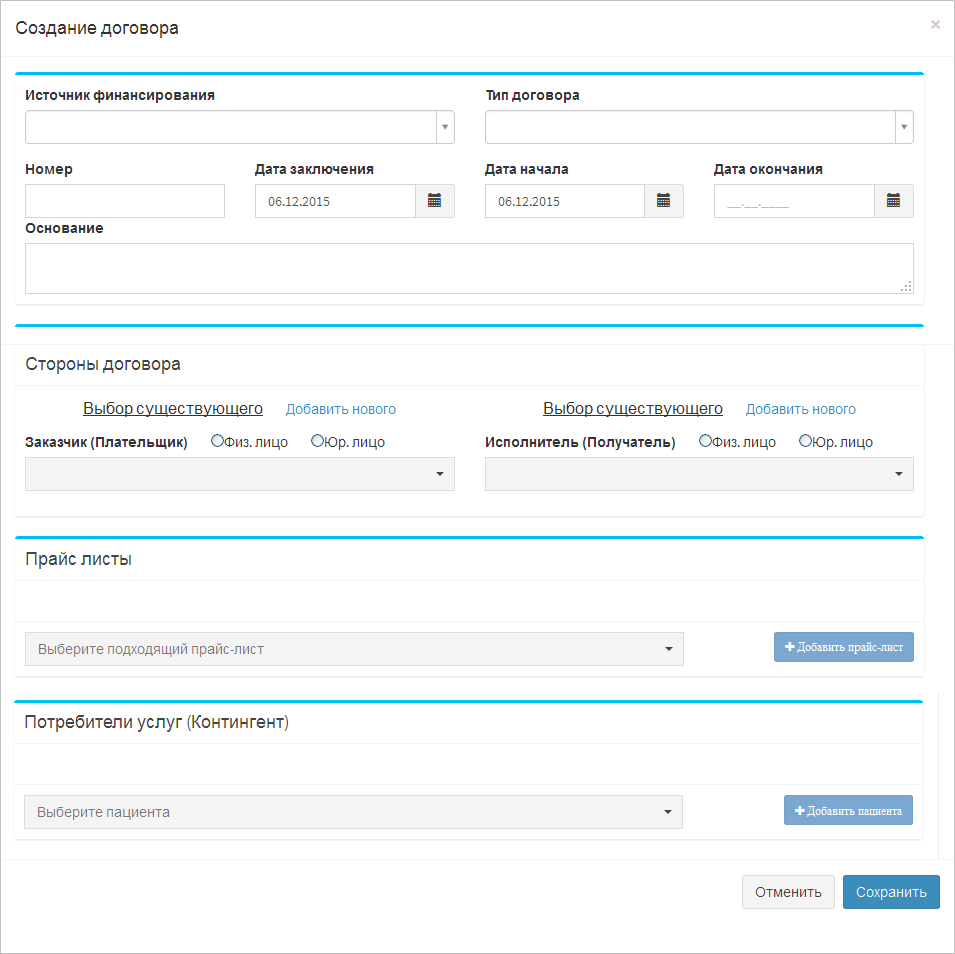 Создание договора ×
Источник финансирования Тип договора
Номер Дата заключения Дата начала Дата окончания
06.12.2015 06.12.2015 __.__.____
Основание
Стороны договора
Выбор существующего Добавить нового Выбор существующего Добавить нового
Заказчик (Плательщик) Физ. лицо Юр. лицо Исполнитель (Получатель) Физ. лицо Юр. лицо
Прайс листы
Выберите подходящий прайс-лист Добавить прайс-лист
Потребители услуг (Контингент)
Выберите пациента Добавить пациента
Отменить Сохранить